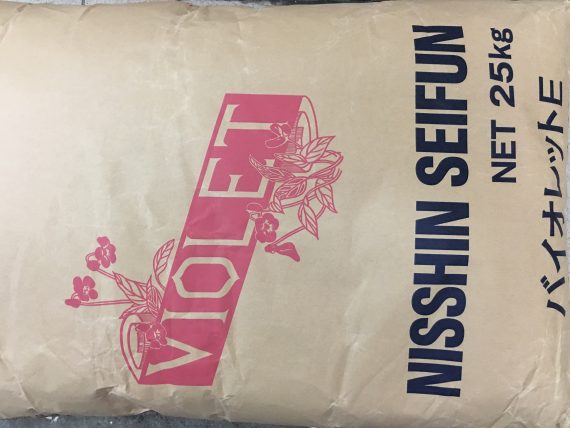 VIOLET
NISSHIN SEIFUN
NET 25kg
バイオレットE